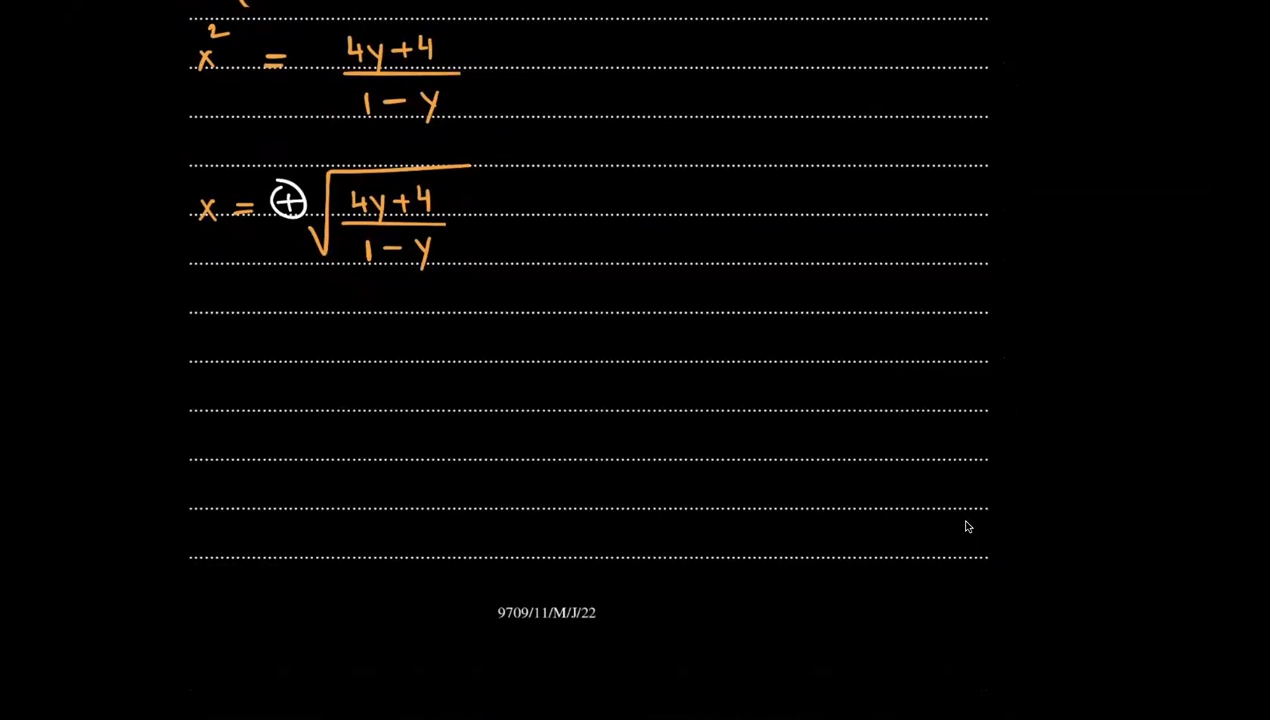 x² = (4y+4)/(1-y)
x = ⊕√((4y+4)/(1-y))
9709/11/M/J/22